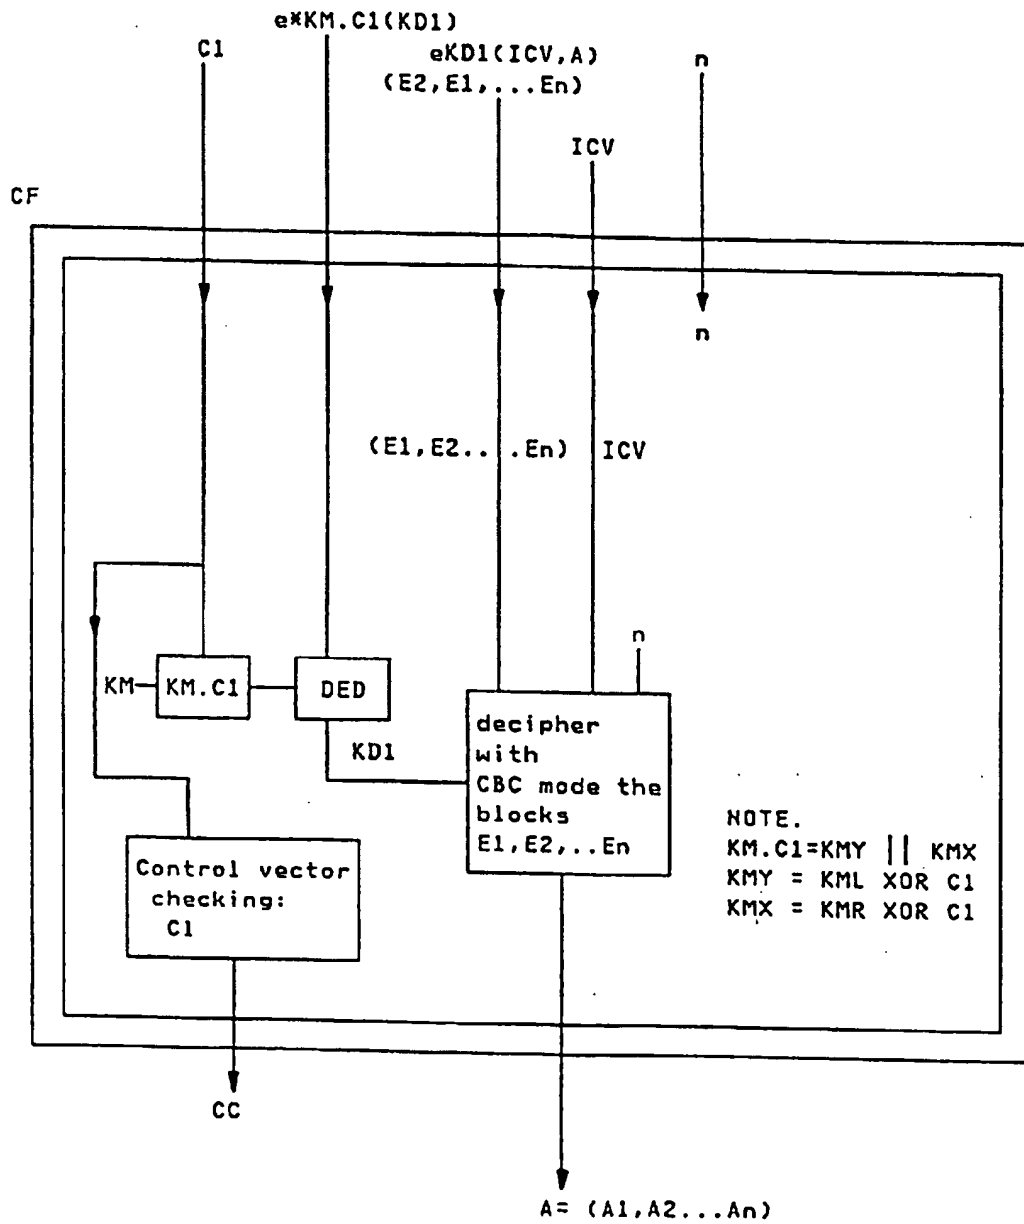 e*KM.C1(KD1)
C1
eKD1(ICV,A)
n
(E2,E1,...En)
ICV
CF
n
(E1,E2...En)
ICV
n
KM
KM.C1
DED
KD1
decipher
with
CBC mode the
blocks
E1,E2,..En
NOTE.
KM.C1=KMY || KMX
KMY = KML XOR C1
KMX = KMR XOR C1
Control vector
checking:
C1
CC
A= (A1,A2...An)